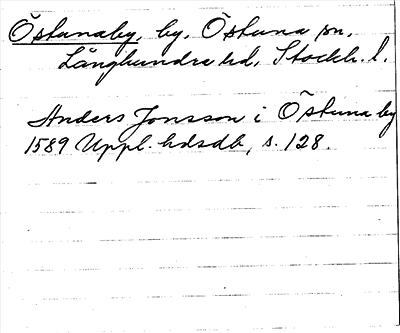 Östunaby, by, Östuna sn,
Långhundra hd, Stockh. l.
Anders Jonsson i Östuna by
1589 Uppl. hdsdb, s. 128.